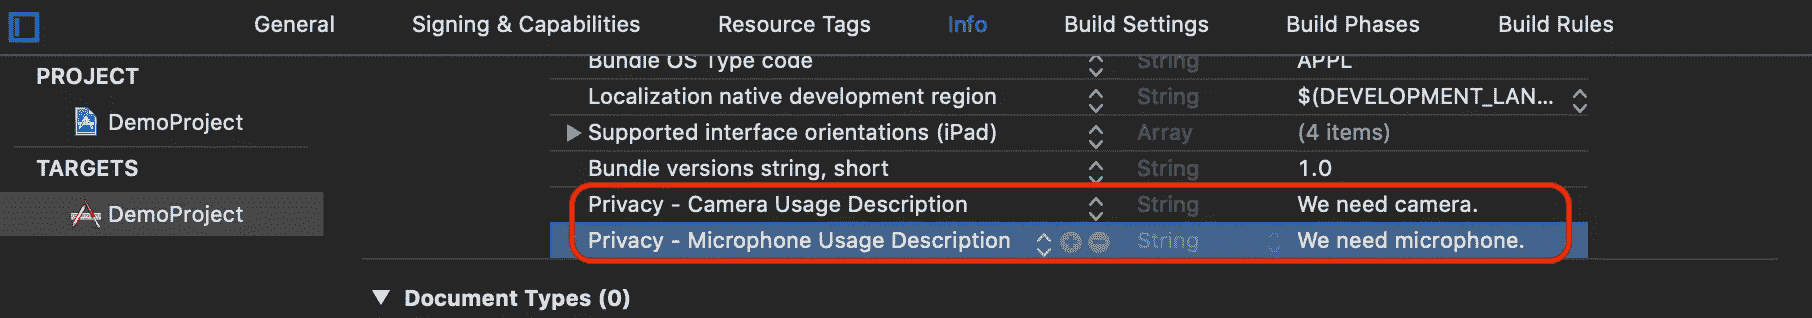 General Signing & Capabilities Resource Tags Info Build Settings Build Phases Build Rules
PROJECT
DemoProject
TARGETS
DemoProject
Bundle OS Type code String APPL
Localization native development region String $(DEVELOPMENT_LAN...
Supported interface orientations (iPad) Array (4 items)
Bundle versions string, short String 1.0
Privacy - Camera Usage Description String We need camera.
Privacy - Microphone Usage Description String We need microphone.
Document Types (0)